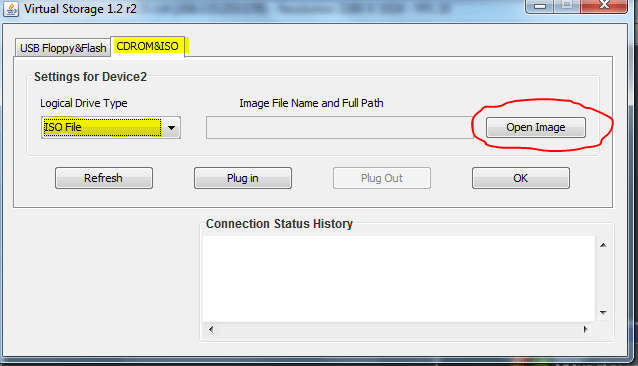 Virtual Storage 1.2 r2
USB Floppy&Flash
CDROM&ISO
Settings for Device2
Logical Drive Type
Image File Name and Full Path
ISO File
Open Image
Refresh
Plug in
Plug Out
OK
Connection Status History